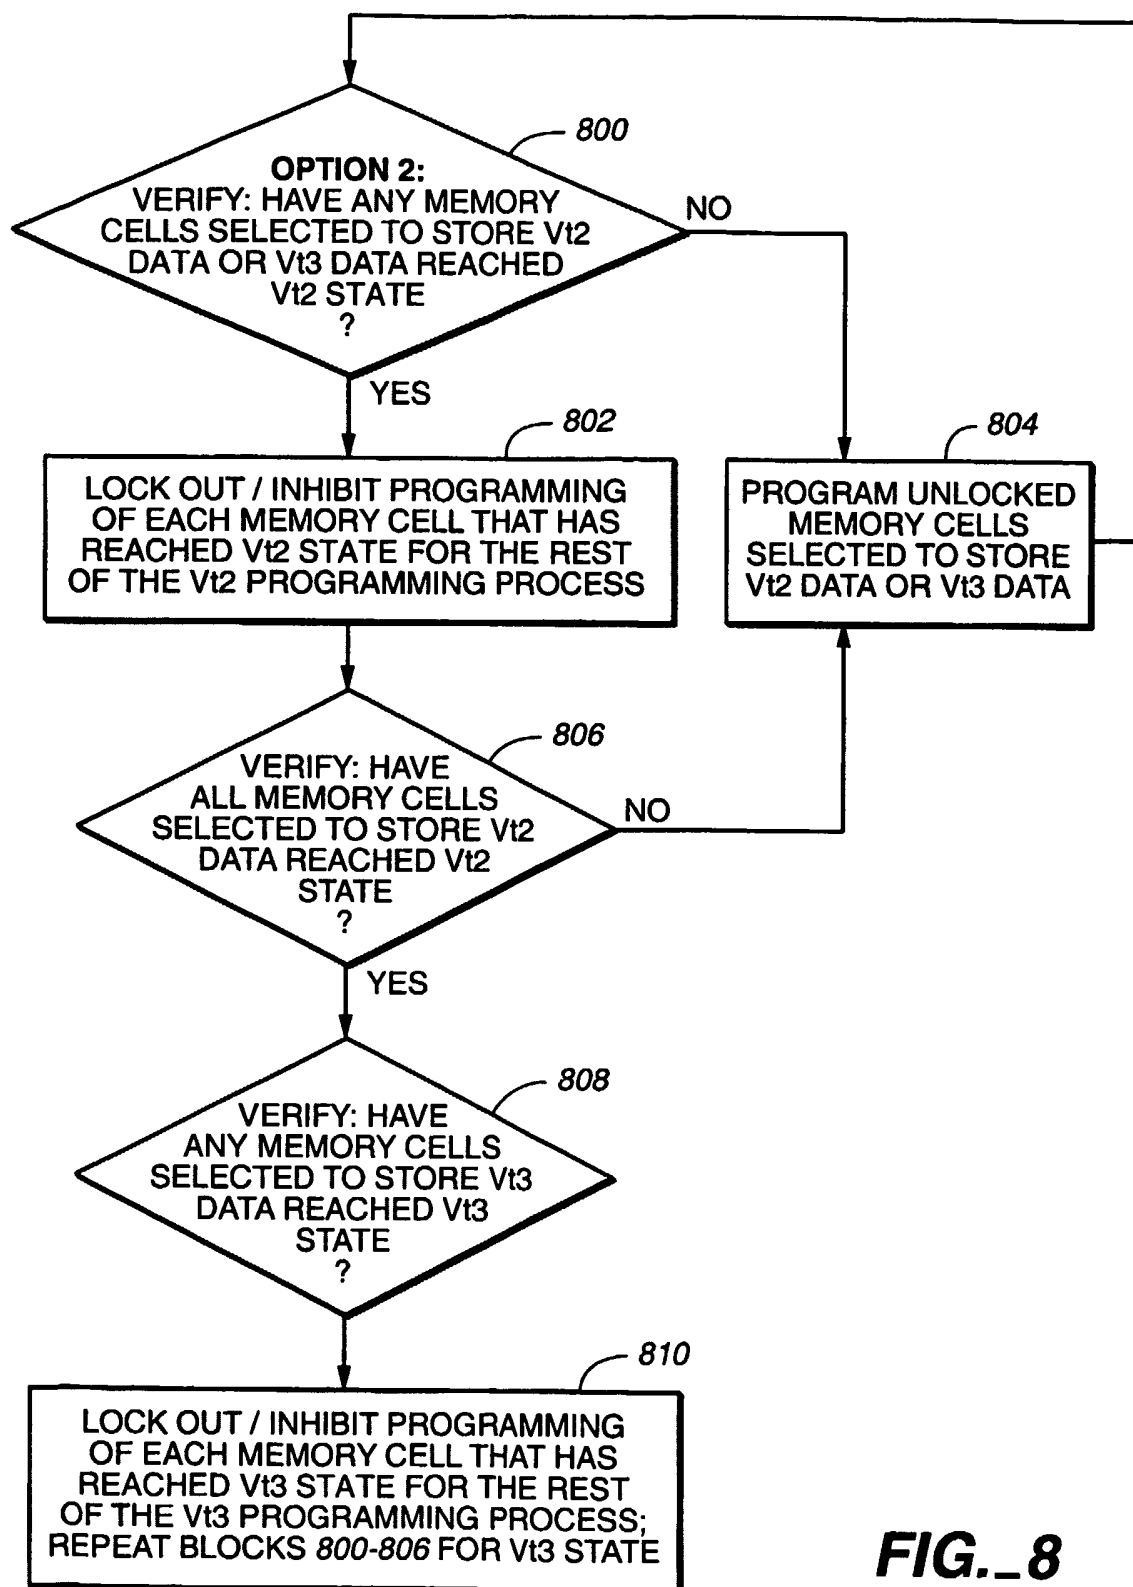 800
OPTION 2:
VERIFY: HAVE ANY MEMORY
CELLS SELECTED TO STORE Vt2
DATA OR Vt3 DATA REACHED
Vt2 STATE
?
NO
YES
802
LOCK OUT / INHIBIT PROGRAMMING
OF EACH MEMORY CELL THAT HAS
REACHED Vt2 STATE FOR THE REST
OF THE Vt2 PROGRAMMING PROCESS
804
PROGRAM UNLOCKED
MEMORY CELLS
SELECTED TO STORE
Vt2 DATA OR Vt3 DATA
806
VERIFY: HAVE
ALL MEMORY CELLS
SELECTED TO STORE Vt2
DATA REACHED Vt2
STATE
?
NO
YES
808
VERIFY: HAVE
ANY MEMORY CELLS
SELECTED TO STORE Vt3
DATA REACHED Vt3
STATE
?
810
LOCK OUT / INHIBIT PROGRAMMING
OF EACH MEMORY CELL THAT HAS
REACHED Vt3 STATE FOR THE REST
OF THE Vt3 PROGRAMMING PROCESS;
REPEAT BLOCKS 800-806 FOR Vt3 STATE
FIG._8